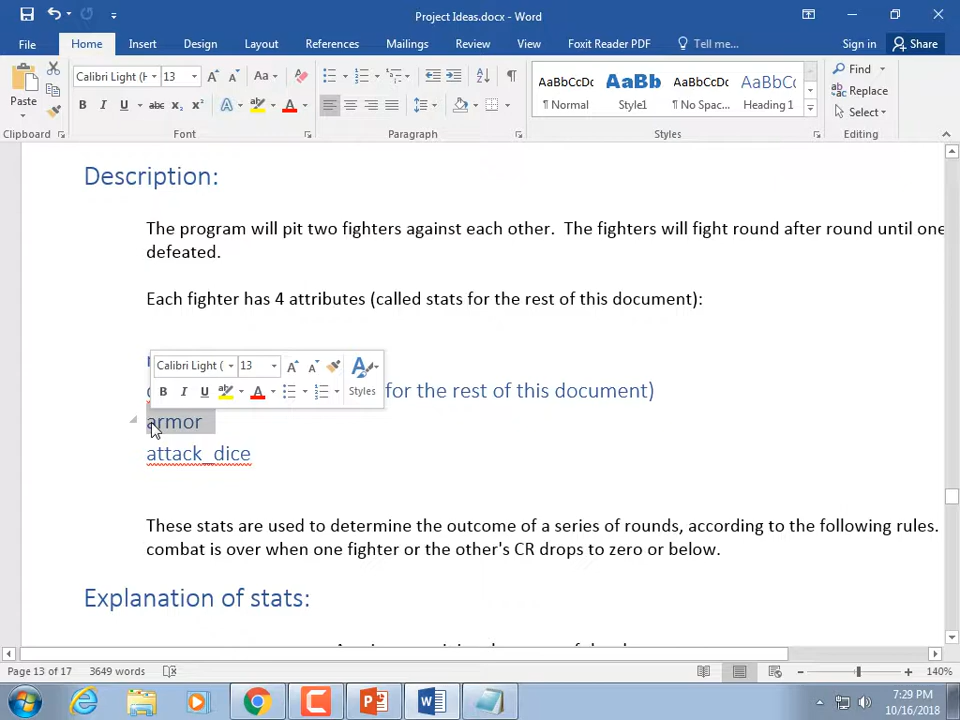 Project Ideas.docx - Word
File Home Insert Design Layout References Mailings Review View Foxit Reader PDF Tell me... Sign in Share
Calibri Light (H 13 Aa
Paste
B I U abc x₂ x² A ab A
AaBbCcDc AaBb AaBbCcDc AaBbCc
¶ Normal Style1 ¶ No Spac... Heading 1
Find
Replace
Select
Clipboard Font Paragraph Styles Editing
Description:
The program will pit two fighters against each other. The fighters will fight round after round until one
defeated.
Each fighter has 4 attributes (called stats for the rest of this document):
Calibri Light ( 13
B I U ab A Styles
for the rest of this document)
armor
attack_dice
These stats are used to determine the outcome of a series of rounds, according to the following rules.
combat is over when one fighter or the other's CR drops to zero or below.
Explanation of stats:
Page 13 of 17 3649 words 140%
7:29 PM
10/16/2018